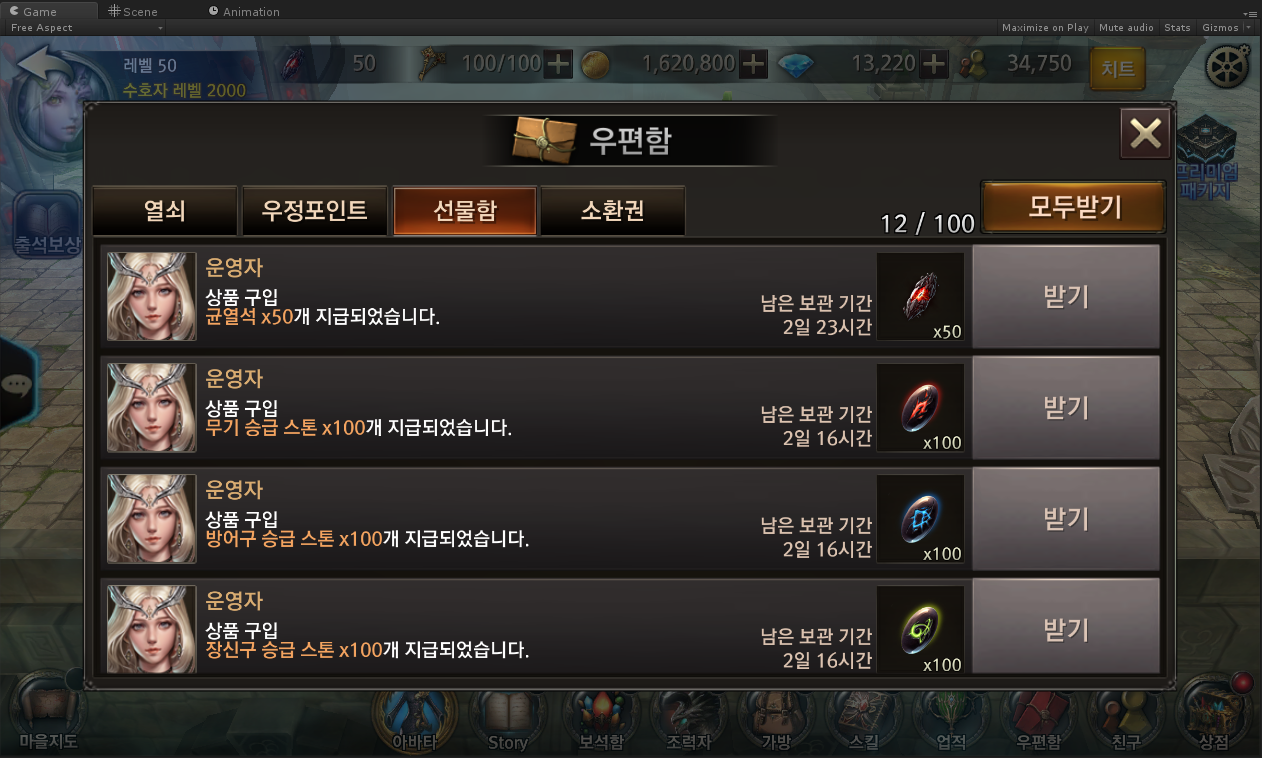 Game
Scene
Animation
Free Aspect
Maximize on Play
Mute audio
Stats
Gizmos
레벨 50
수호자 레벨 2000
50
100/100
1,620,800
13,220
34,750
치트
우편함
프리미엄
패키지
출석보상
열쇠
우정포인트
선물함
소환권
12 / 100
모두받기
운영자
상품 구입
균열석 x50개 지급되었습니다.
남은 보관 기간
2일 23시간
x50
받기
운영자
상품 구입
무기 승급 스톤 x100개 지급되었습니다.
남은 보관 기간
2일 16시간
x100
받기
운영자
상품 구입
방어구 승급 스톤 x100개 지급되었습니다.
남은 보관 기간
2일 16시간
x100
받기
운영자
상품 구입
장신구 승급 스톤 x100개 지급되었습니다.
남은 보관 기간
2일 16시간
x100
받기
마을지도
아바타
Story
보석함
조력자
가방
스킬
업적
우편함
친구
상점